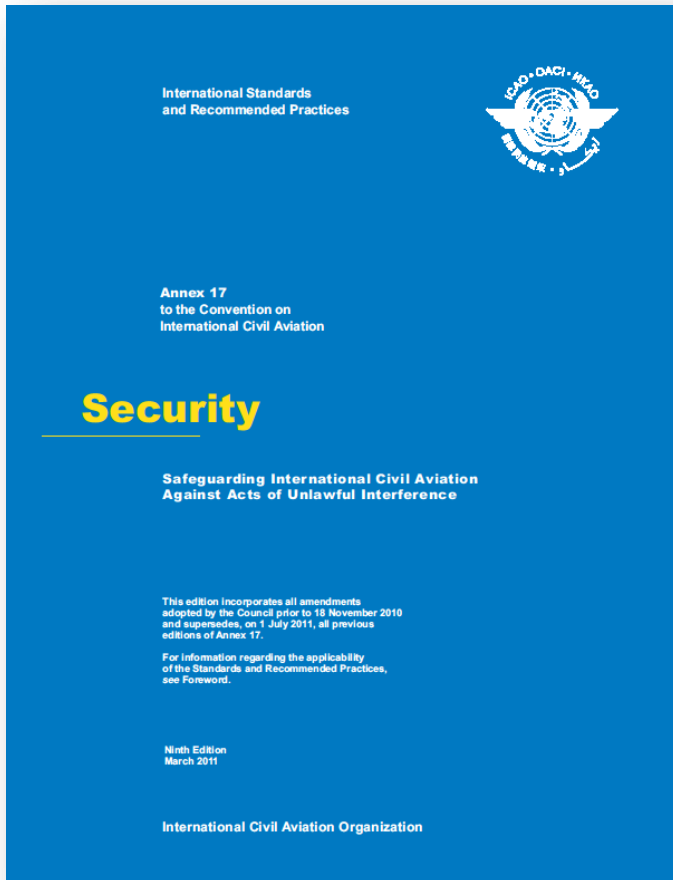 International Standards
and Recommended Practices
ICAO • OACI • ИКАО
Annex 17
to the Convention on
International Civil Aviation
Security
Safeguarding International Civil Aviation
Against Acts of Unlawful Interference
This edition incorporates all amendments
adopted by the Council prior to 18 November 2010
and supersedes, on 1 July 2011, all previous
editions of Annex 17.
For information regarding the applicability
of the Standards and Recommended Practices,
see Foreword.
Ninth Edition
March 2011
International Civil Aviation Organization